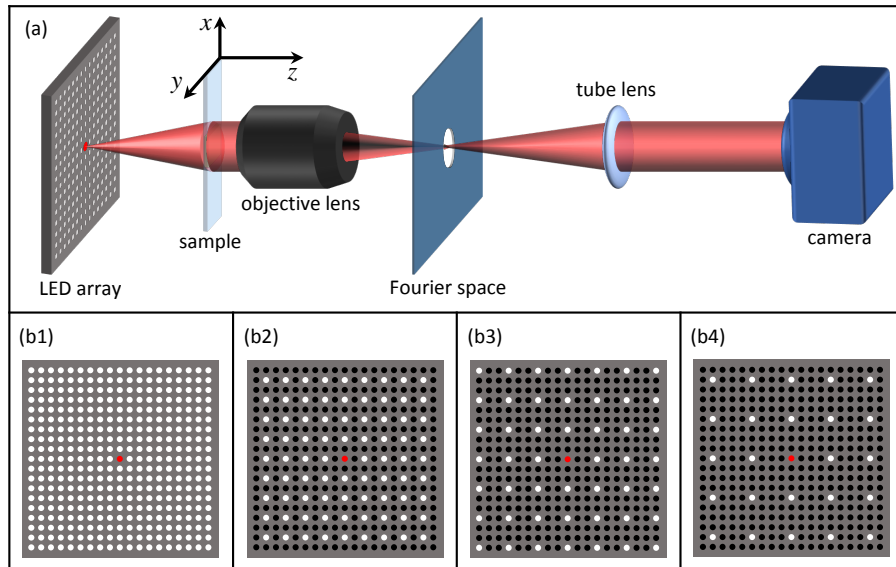 (a)
x
y
z
tube lens
objective lens
sample
camera
LED array
Fourier space
(b1)
(b2)
(b3)
(b4)